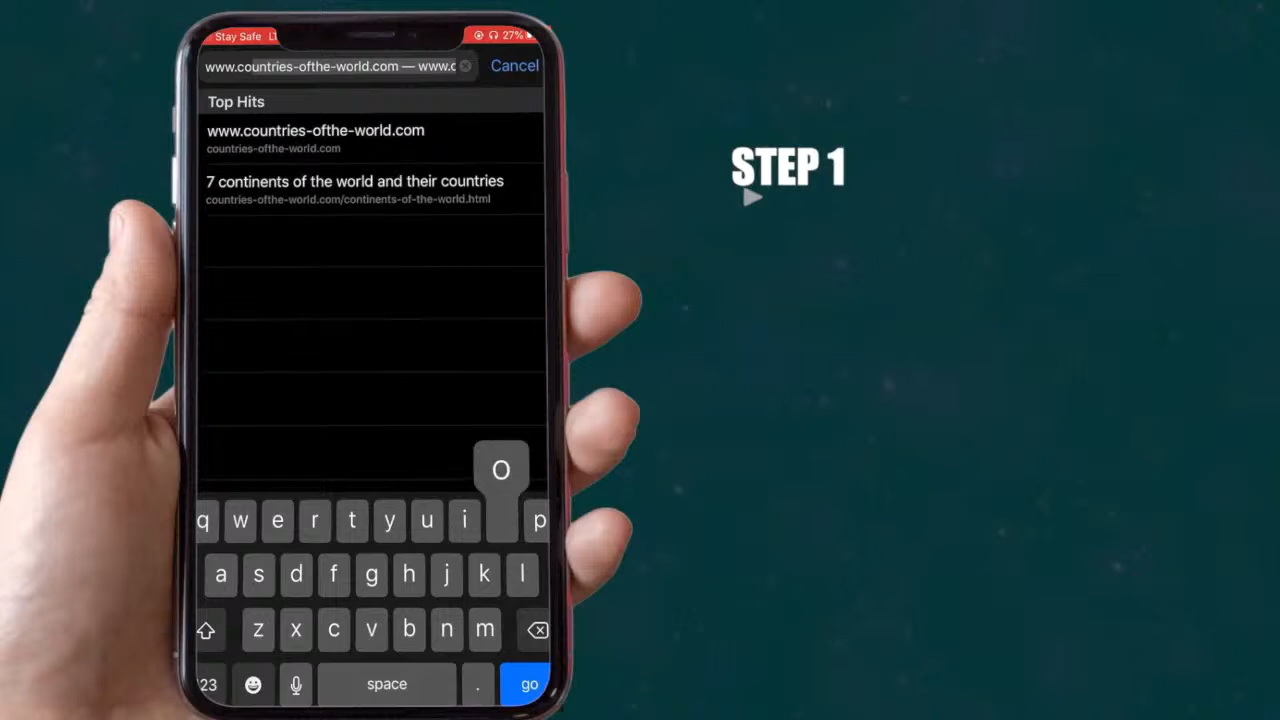 Stay Safe LT 27%
www.countries-ofthe-world.com — www.c Cancel
Top Hits
www.countries-ofthe-world.com
countries-ofthe-world.com
7 continents of the world and their countries
countries-ofthe-world.com/continents-of-the-world.html
STEP 1
O
q w e r t y u i p
a s d f g h j k l
z x c v b n m
23 space . go